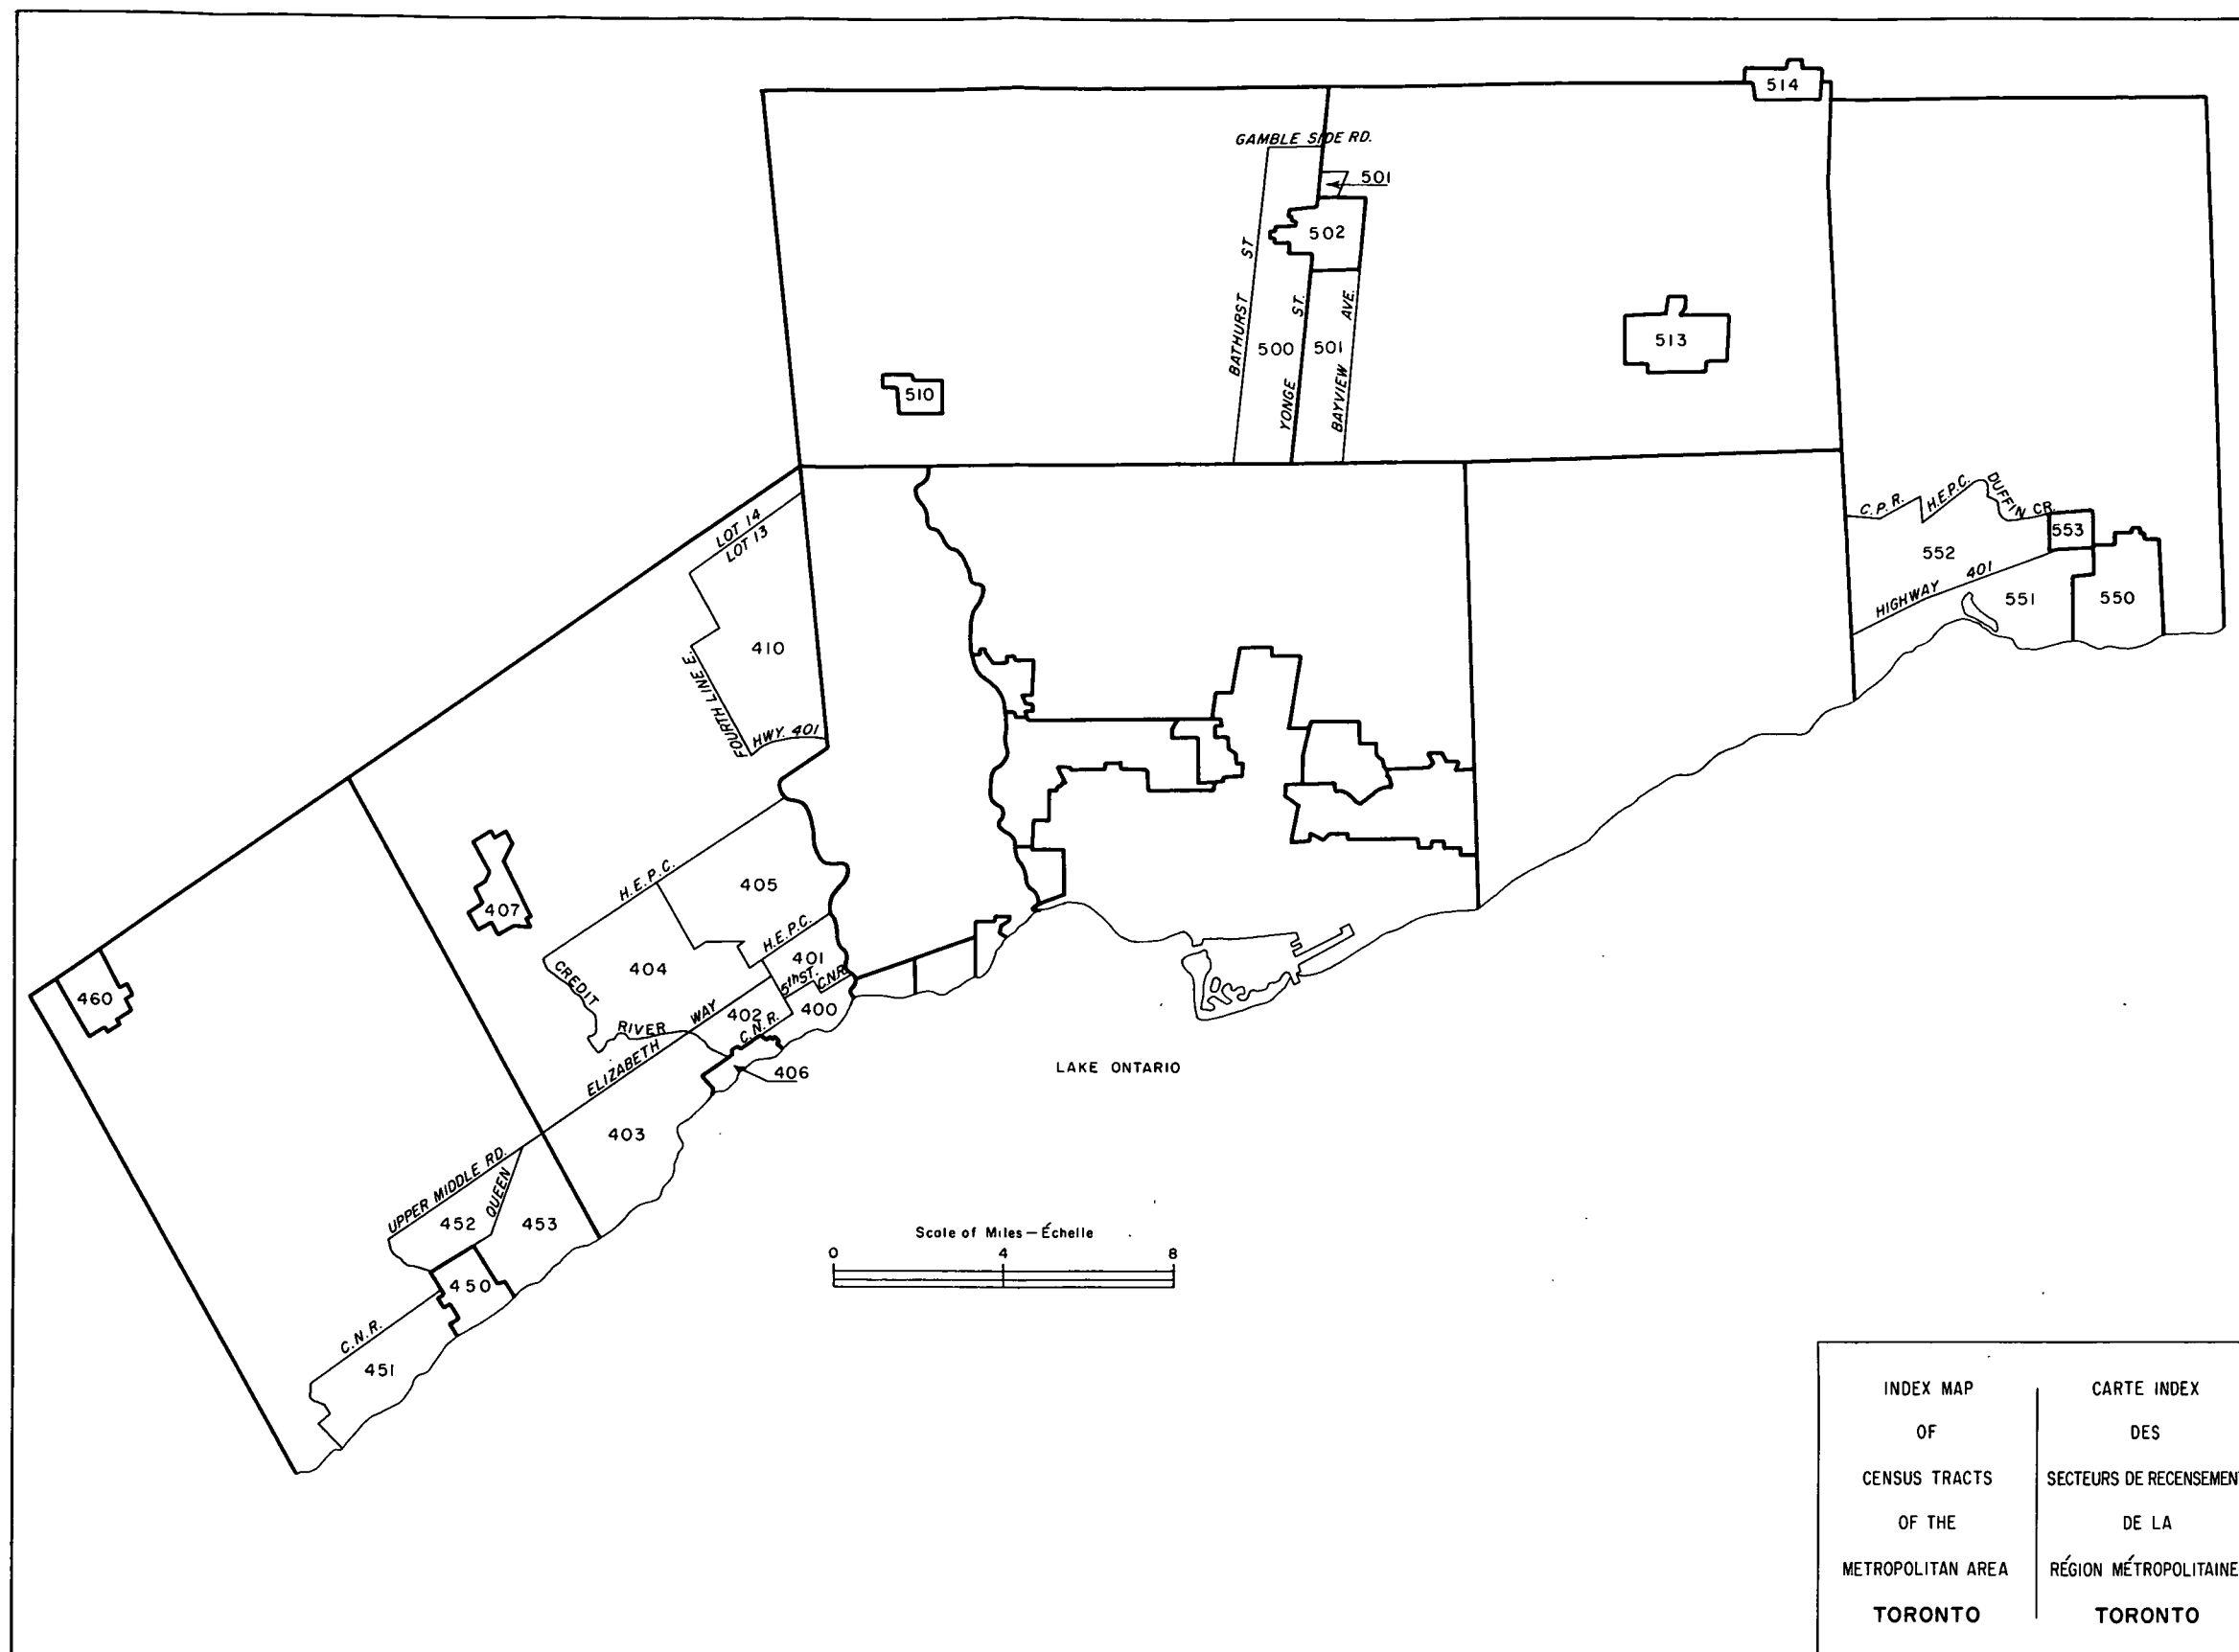 514
GAMBLE SIDE RD.
501
502
BATHURST ST
500
YONGE ST.
501
BAYVIEW AVE.
513
510
C.P.R.
H.E.P.C.
DUFFIN CR.
553
552
HIGHWAY 401
551
550
LOT 14
LOT 13
410
FOURTH LINE E.
HWY. 401
H.E.P.C.
405
407
H.E.P.C.
401
404
5th ST.
C.N.R.
CREDIT RIVER
402
C.N.R.
400
460
ELIZABETH WAY
406
LAKE ONTARIO
403
UPPER MIDDLE RD.
QUEEN
452
453
450
C.N.R.
451
Scale of Miles — Échelle
0 4 8
INDEX MAP
OF
CENSUS TRACTS
OF THE
METROPOLITAN AREA
TORONTO
CARTE INDEX
DES
SECTEURS DE RECENSEMENT
DE LA
RÉGION MÉTROPOLITAINE
TORONTO